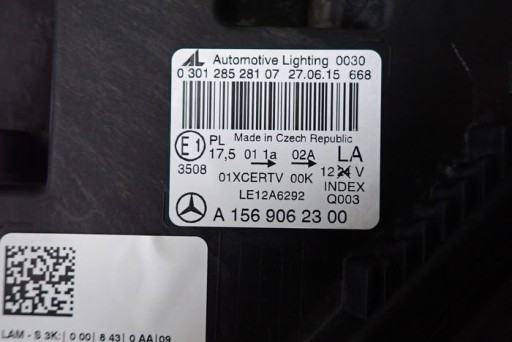 AL Automotive Lighting 0030
0 301 285 281 07 27.06.15 668
Made in Czech Republic
E1 PL 17,5 01 1a 02A LA
3508 12 24 V
01XCERTV 00K INDEX
LE12A6292 Q003
A 156 906 23 00
LAM - S 3K:| 0 00| 8 43| 0 AA|09